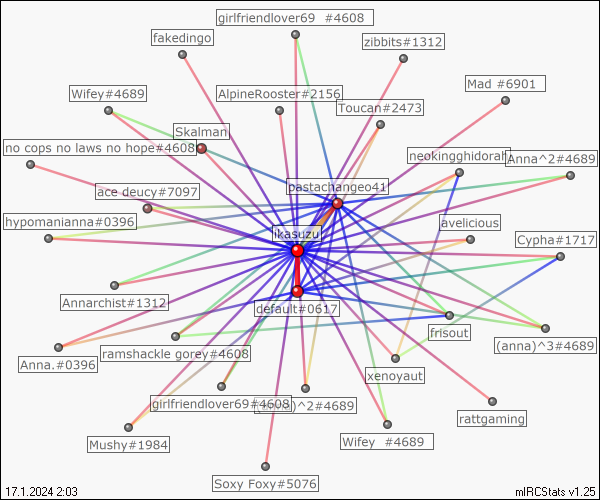 girlfriendlover69 #4608
fakedingo
zibbits#1312
Mad #6901
Wifey#4689
AlpineRooster#2156
Toucan#2473
Skalman
no cops no laws no hope#4608
neokingghidorah
Anna^2#4689
pastachangeo41
ace deucy#7097
hypomanianna#0396
ikasuzu
avelicious
Cypha#1717
Annarchist#1312
default#0617
frisout
(anna)^3#4689
ramshackle gorey#4608
Anna.#0396
xenoyaut
girlfriendlover69#4608
)^2#4689
rattgaming
Mushy#1984
Wifey #4689
Soxy Foxy#5076
17.1.2024 2:03
mIRCStats v1.25